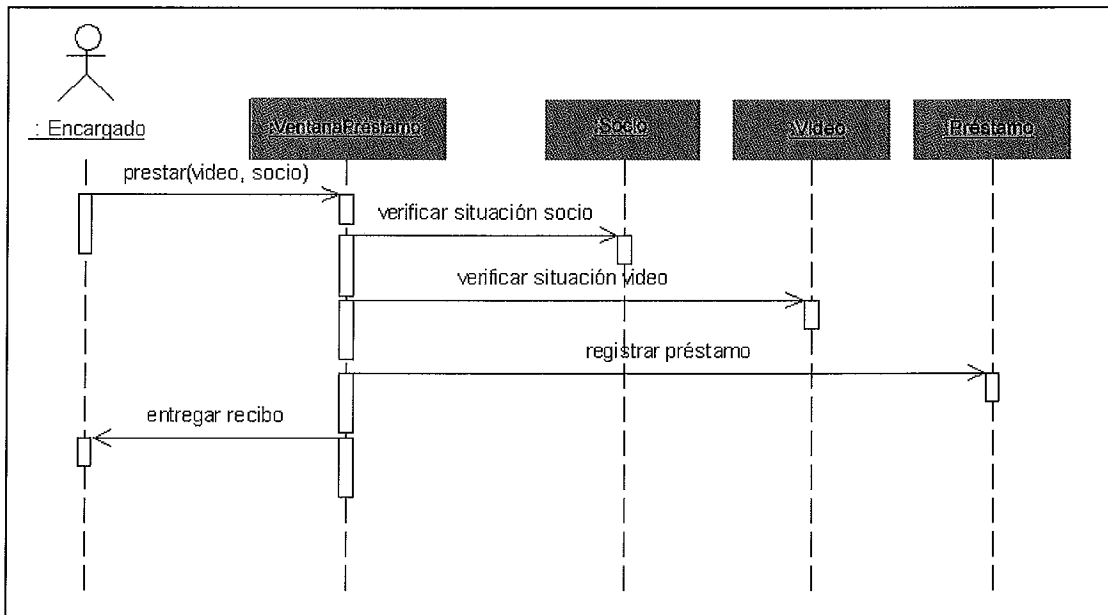 : Encargado
:VentanaPréstamo
:Socio
:Video
:Préstamo
prestar(video, socio)
verificar situación socio
verificar situación video
registrar préstamo
entregar recibo